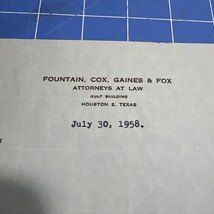 FOUNTAIN, COX, GAINES & FOX
ATTORNEYS AT LAW
GULF BUILDING
HOUSTON 2, TEXAS
July 30, 1958.